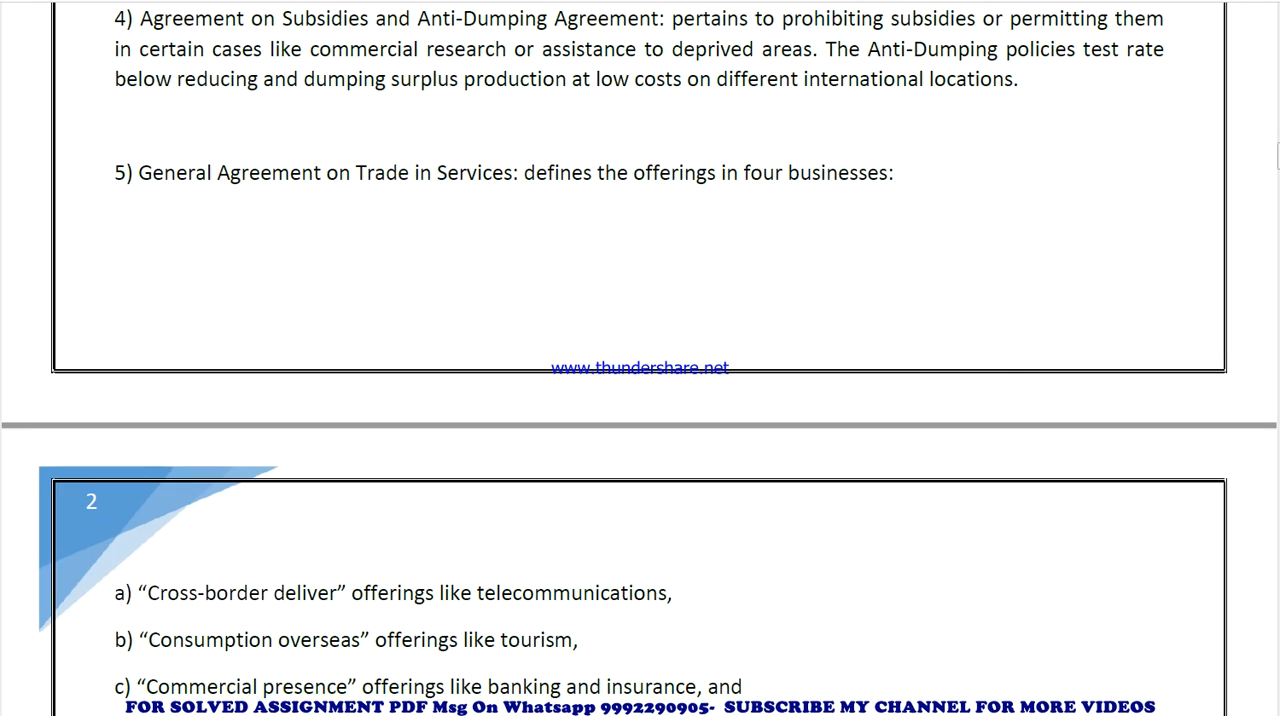 4) Agreement on Subsidies and Anti-Dumping Agreement: pertains to prohibiting subsidies or permitting them
in certain cases like commercial research or assistance to deprived areas. The Anti-Dumping policies test rate
below reducing and dumping surplus production at low costs on different international locations.
5) General Agreement on Trade in Services: defines the offerings in four businesses:
www.thundershare.net
2
a) “Cross-border deliver” offerings like telecommunications,
b) “Consumption overseas” offerings like tourism,
c) “Commercial presence” offerings like banking and insurance, and
FOR SOLVED ASSIGNMENT PDF Msg On Whatsapp 9992290905- SUBSCRIBE MY CHANNEL FOR MORE VIDEOS